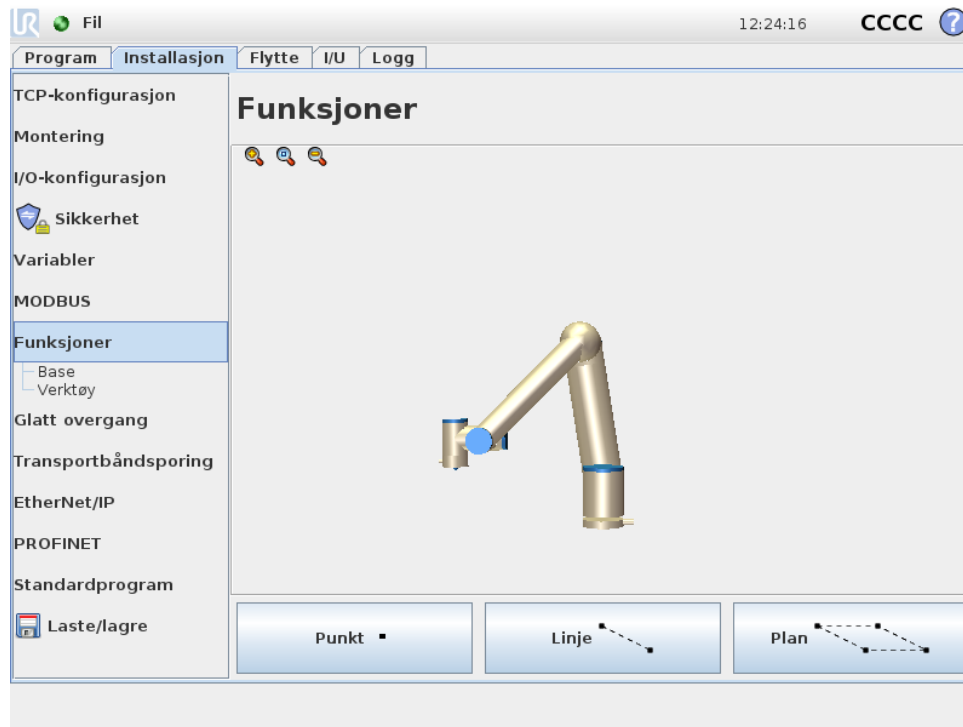 UR Fil 12:24:16 CCCC ?
Program Installasjon Flytte I/U Logg
TCP-konfigurasjon
Montering
I/O-konfigurasjon
Sikkerhet
Variabler
MODBUS
Funksjoner
Base
Verktøy
Glatt overgang
Transportbåndsporing
EtherNet/IP
PROFINET
Standardprogram
Laste/lagre
Funksjoner
Punkt
Linje
Plan